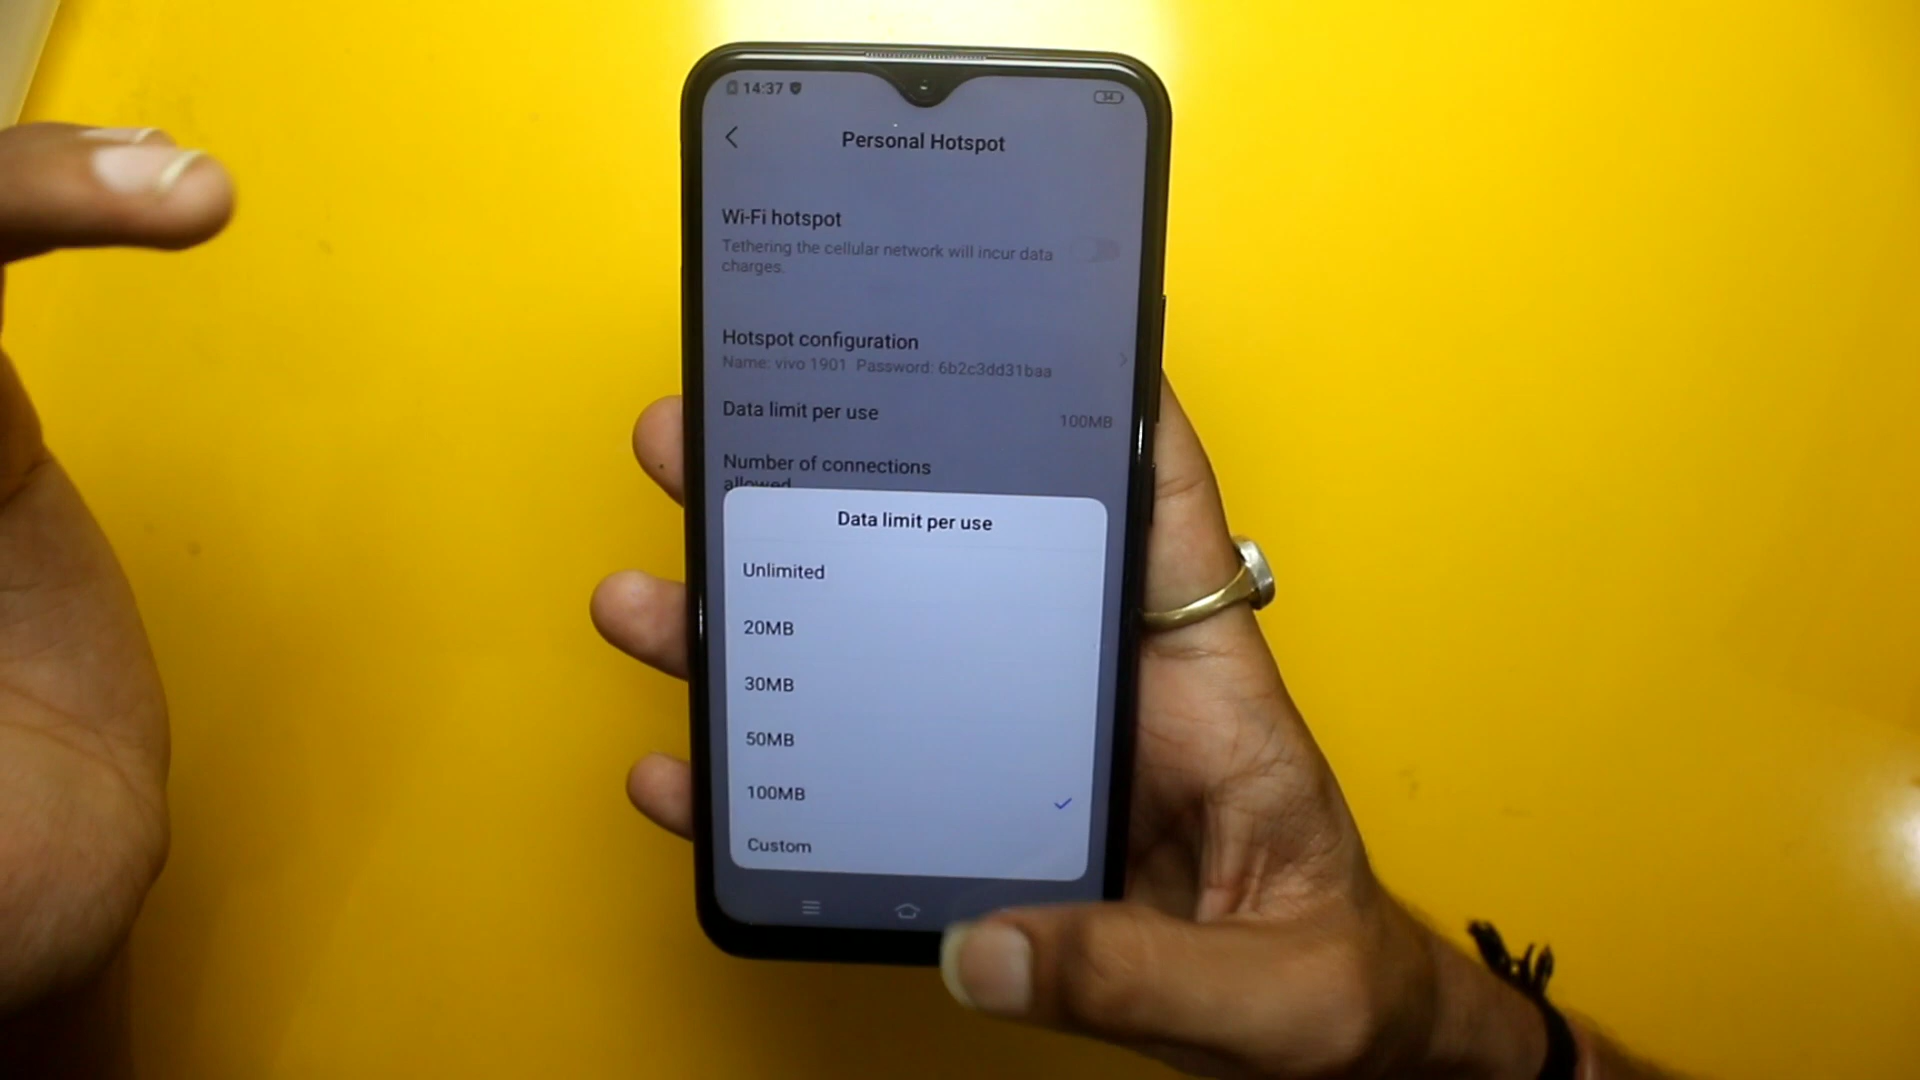 14:37
34
Personal Hotspot
Wi-Fi hotspot
Tethering the cellular network will incur data
charges.
Hotspot configuration
Name: vivo 1901 Password: 6b2c3dd31baa
Data limit per use
100MB
Number of connections
allowed
Data limit per use
Unlimited
20MB
30MB
50MB
100MB
Custom